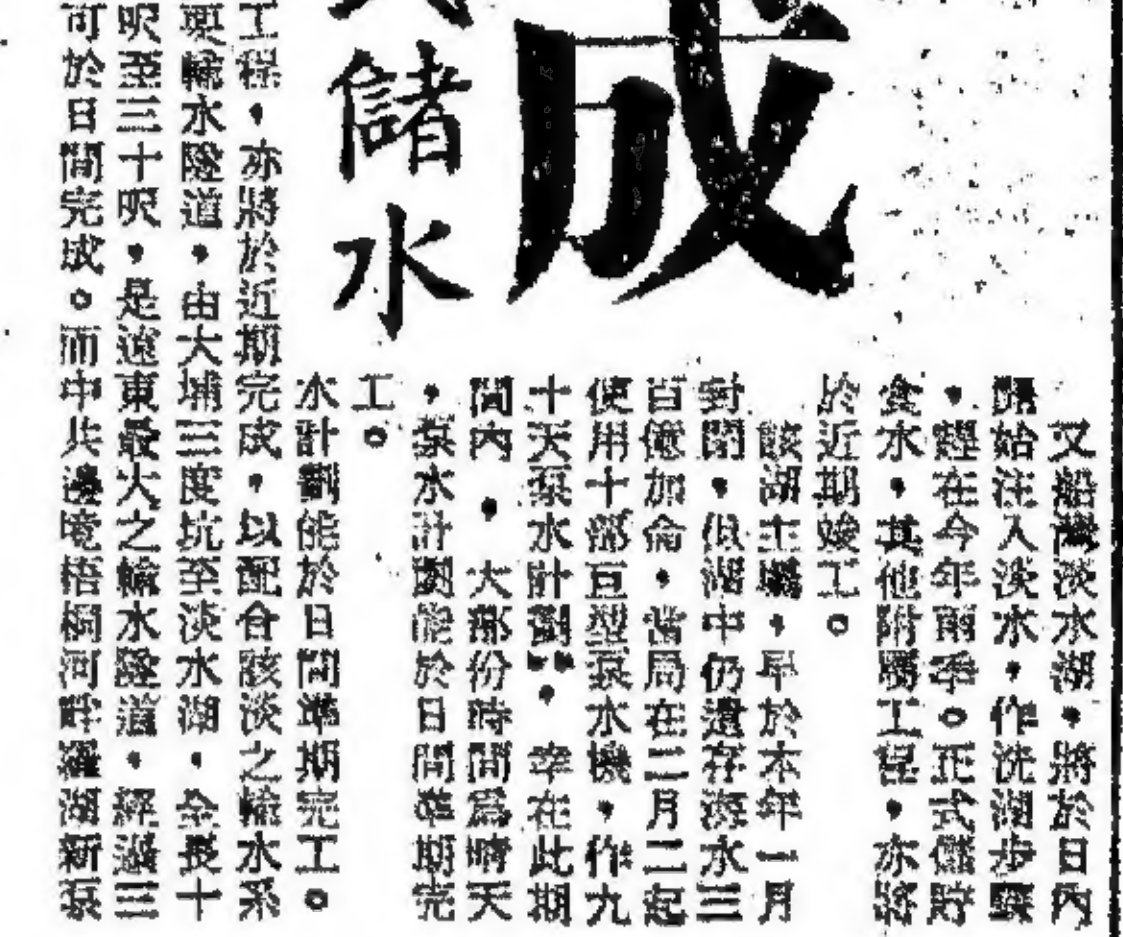 成
儲水
又船灣淡水湖，將於日內
開始注入淡水，作洗湖步驟
，趕在今年雨季。正式儲貯
食水，其他附屬工程，亦將
於近期竣工。
該湖主壩，早於本年一月
封閉，但湖中仍遺存海水三
百億加侖，當局在二月二起
使用十部巨型泵水機，作九
十天泵水計劃，幸在此期
間內，大部份時間爲晴天
，泵水計劃能於日間準期完
工。
水計劃能於日間準期完工。
工程，亦將於近期完成，以配合該淡之輸水系
輸水隧道，由大埔三度坑至淡水湖，全長十
呎至三十呎，是遠東最大之輸水隧道，經過三
可於日間完成。而中共邊境梧桐河畔羅湖新泵